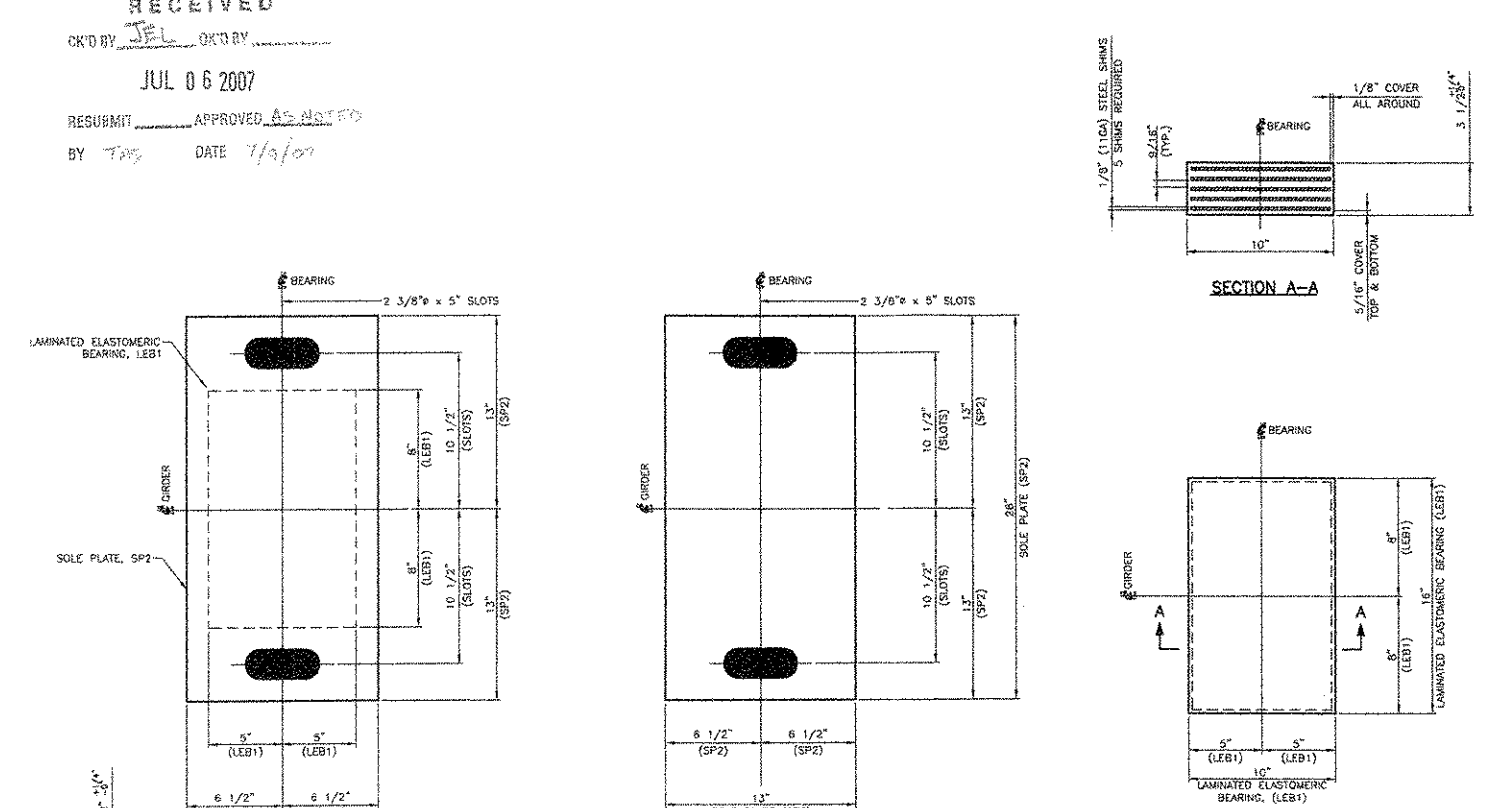 RECEIVED
CK'D BY JEL CK'D BY
JUL 06 2007
RESUBMIT APPROVED AS NOTED
BY DATE
BEARING
2 3/8"ø x 5" SLOTS
LAMINATED ELASTOMERIC
BEARING, LEB1
8"
(LEB1)
10 1/2"
(SLOTS)
13"
(SP2)
GIRDER
SOLE PLATE, SP2
8"
(LEB1)
10 1/2"
(SLOTS)
13"
(SP2)
5"
(LEB1)
5"
(LEB1)
6 1/2"
6 1/2"
BEARING
2 3/8"ø x 5" SLOTS
10 1/2"
(SLOTS)
13"
(SP2)
GIRDER
26"
SOLE PLATE (SP2)
10 1/2"
(SLOTS)
13"
(SP2)
6 1/2"
(SP2)
6 1/2"
(SP2)
13"
1/8" (11GA) STEEL SHIMS
5 SHIMS REQUIRED
9/16"
(TYP.)
BEARING
1/8" COVER
ALL AROUND
10"
5/16" COVER
TOP & BOTTOM
SECTION A-A
BEARING
GIRDER
8"
(LEB1)
8"
(LEB1)
16"
LAMINATED ELASTOMERIC BEARING (LEB1)
A
A
5"
(LEB1)
5"
(LEB1)
10"
LAMINATED ELASTOMERIC
BEARING, (LEB1)